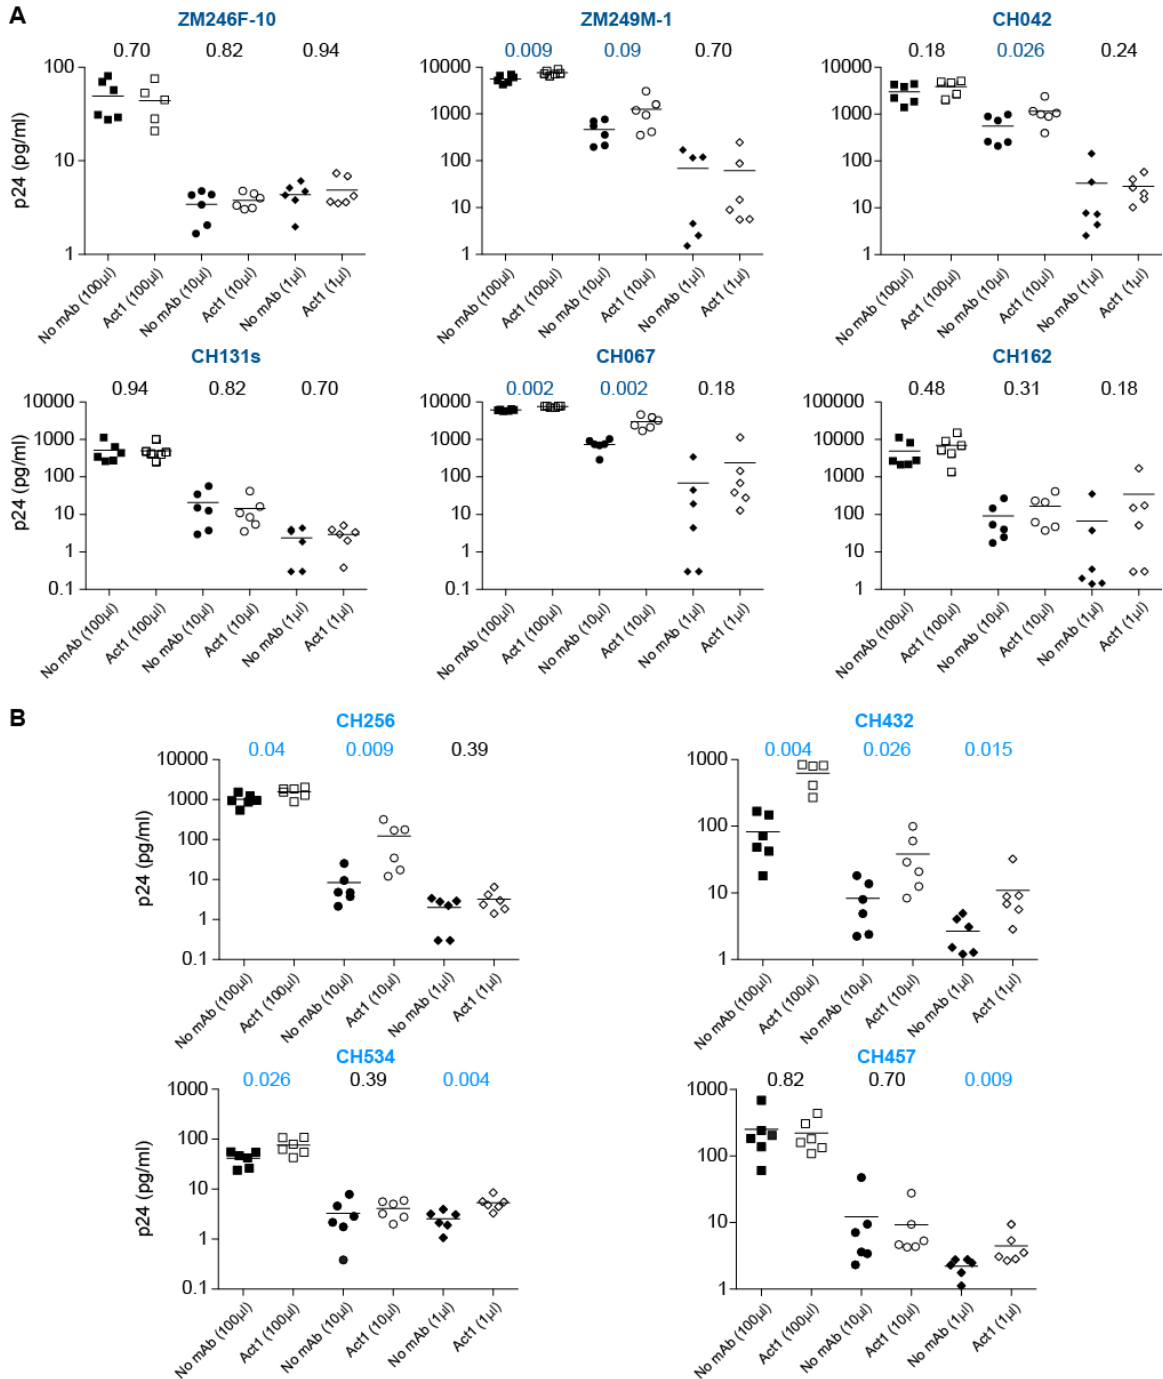 A
ZM246F-10 ZM249M-1 CH042
0.70 0.82 0.94 0.009 0.09 0.70 0.18 0.026 0.24
p24 (pg/ml)
100
10
1
10000
1000
100
10
1
10000
1000
100
10
1
No mAb (100µl) Act1 (100µl) No mAb (10µl) Act1 (10µl) No mAb (1µl) Act1 (1µl)
No mAb (100µl) Act1 (100µl) No mAb (10µl) Act1 (10µl) No mAb (1µl) Act1 (1µl)
No mAb (100µl) Act1 (100µl) No mAb (10µl) Act1 (10µl) No mAb (1µl) Act1 (1µl)
CH131s CH067 CH162
0.94 0.82 0.70 0.002 0.002 0.18 0.48 0.31 0.18
p24 (pg/ml)
10000
1000
100
10
1
0.1
10000
1000
100
10
1
0.1
10000
1000
100
10
1
No mAb (100µl) Act1 (100µl) No mAb (10µl) Act1 (10µl) No mAb (1µl) Act1 (1µl)
No mAb (100µl) Act1 (100µl) No mAb (10µl) Act1 (10µl) No mAb (1µl) Act1 (1µl)
No mAb (100µl) Act1 (100µl) No mAb (10µl) Act1 (10µl) No mAb (1µl) Act1 (1µl)
B
CH256 CH432
0.04 0.009 0.39 0.004 0.026 0.015
p24 (pg/ml)
10000
1000
100
10
1
0.1
1000
100
10
1
No mAb (100µl) Act1 (100µl) No mAb (10µl) Act1 (10µl) No mAb (1µl) Act1 (1µl)
No mAb (100µl) Act1 (100µl) No mAb (10µl) Act1 (10µl) No mAb (1µl) Act1 (1µl)
CH534 CH457
0.026 0.39 0.004 0.82 0.70 0.009
p24 (pg/ml)
1000
100
10
1
0.1
1000
100
10
1
No mAb (100µl) Act1 (100µl) No mAb (10µl) Act1 (10µl) No mAb (1µl) Act1 (1µl)
No mAb (100µl) Act1 (100µl) No mAb (10µl) Act1 (10µl) No mAb (1µl) Act1 (1µl)